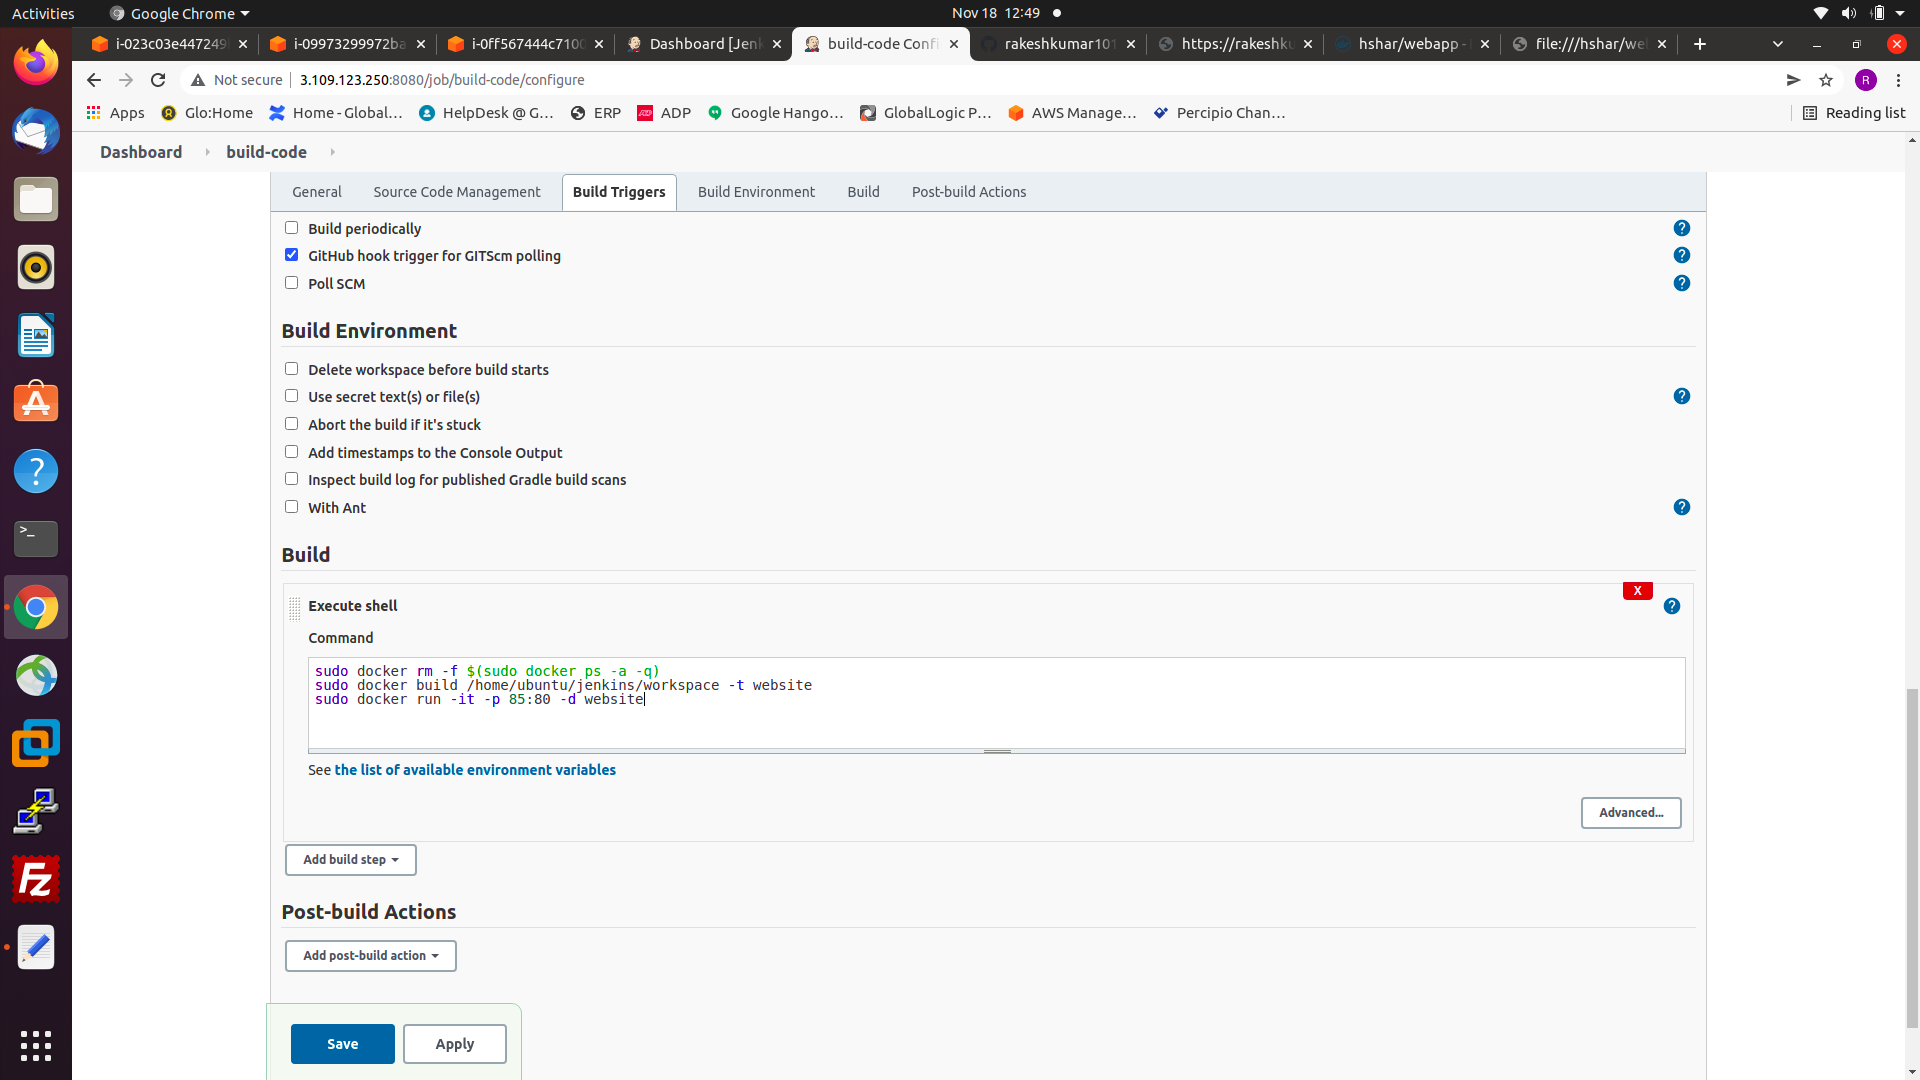 Activities
Google Chrome
Nov 18 12:49
i-023c03e447249
i-09973299972ba
i-0ff567444c7100
Dashboard [Jenk
build-code Confi
rakeshkumar101
https://rakeshku
hshar/webapp -
file:///hshar/we
Not secure
3.109.123.250:8080/job/build-code/configure
R
Apps
Glo:Home
Home - Global...
HelpDesk @ G...
ERP
ADP
Google Hango...
GlobalLogic P...
AWS Manage...
Percipio Chan...
Reading list
Dashboard
build-code
General
Source Code Management
Build Triggers
Build Environment
Build
Post-build Actions
Build periodically
GitHub hook trigger for GITScm polling
Poll SCM
Build Environment
Delete workspace before build starts
Use secret text(s) or file(s)
Abort the build if it's stuck
Add timestamps to the Console Output
Inspect build log for published Gradle build scans
With Ant
Build
X
Execute shell
Command
sudo docker rm -f $(sudo docker ps -a -q)
sudo docker build /home/ubuntu/jenkins/workspace -t website
sudo docker run -it -p 85:80 -d website
See the list of available environment variables
Advanced...
Add build step
Post-build Actions
Add post-build action
Save
Apply